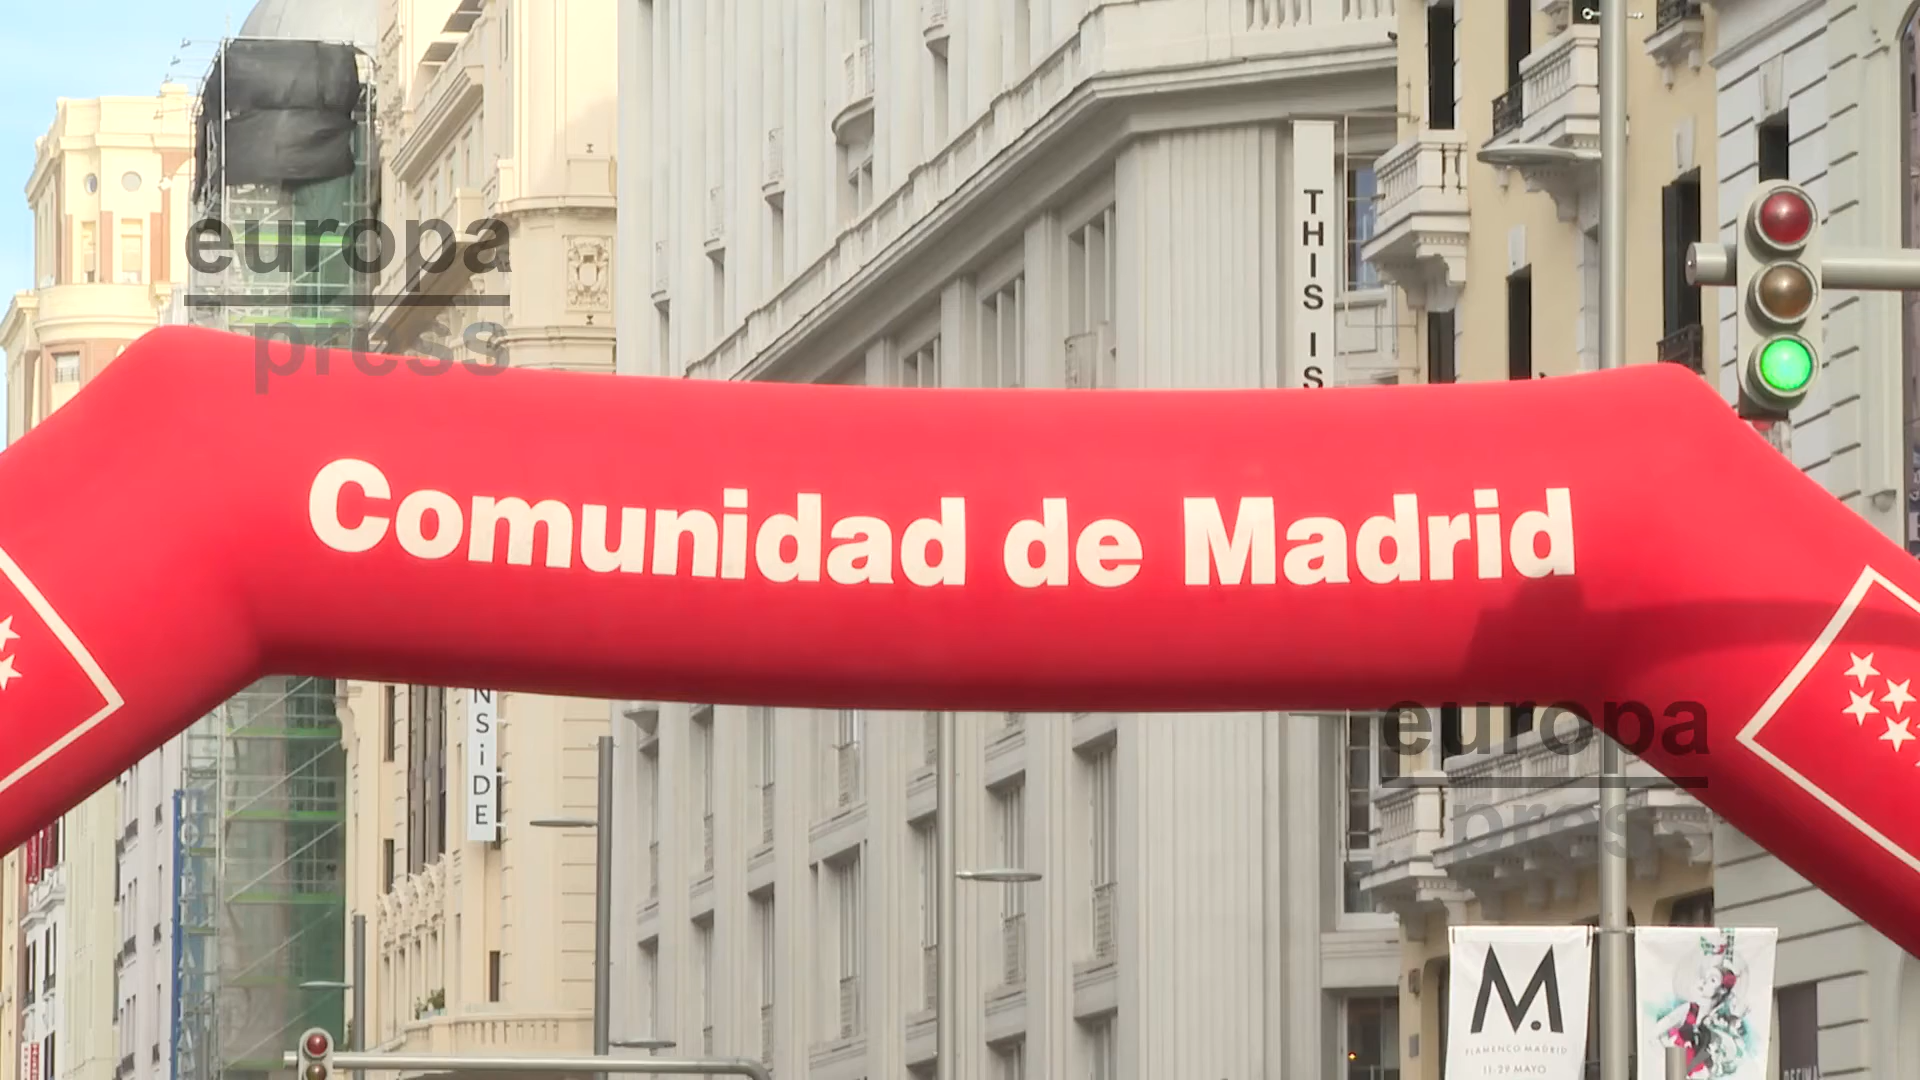 europa
press
THIS IS
Comunidad de Madrid
NSiDE
europa
press
M.
FLAMENCO MADRID
11-29 MAYO